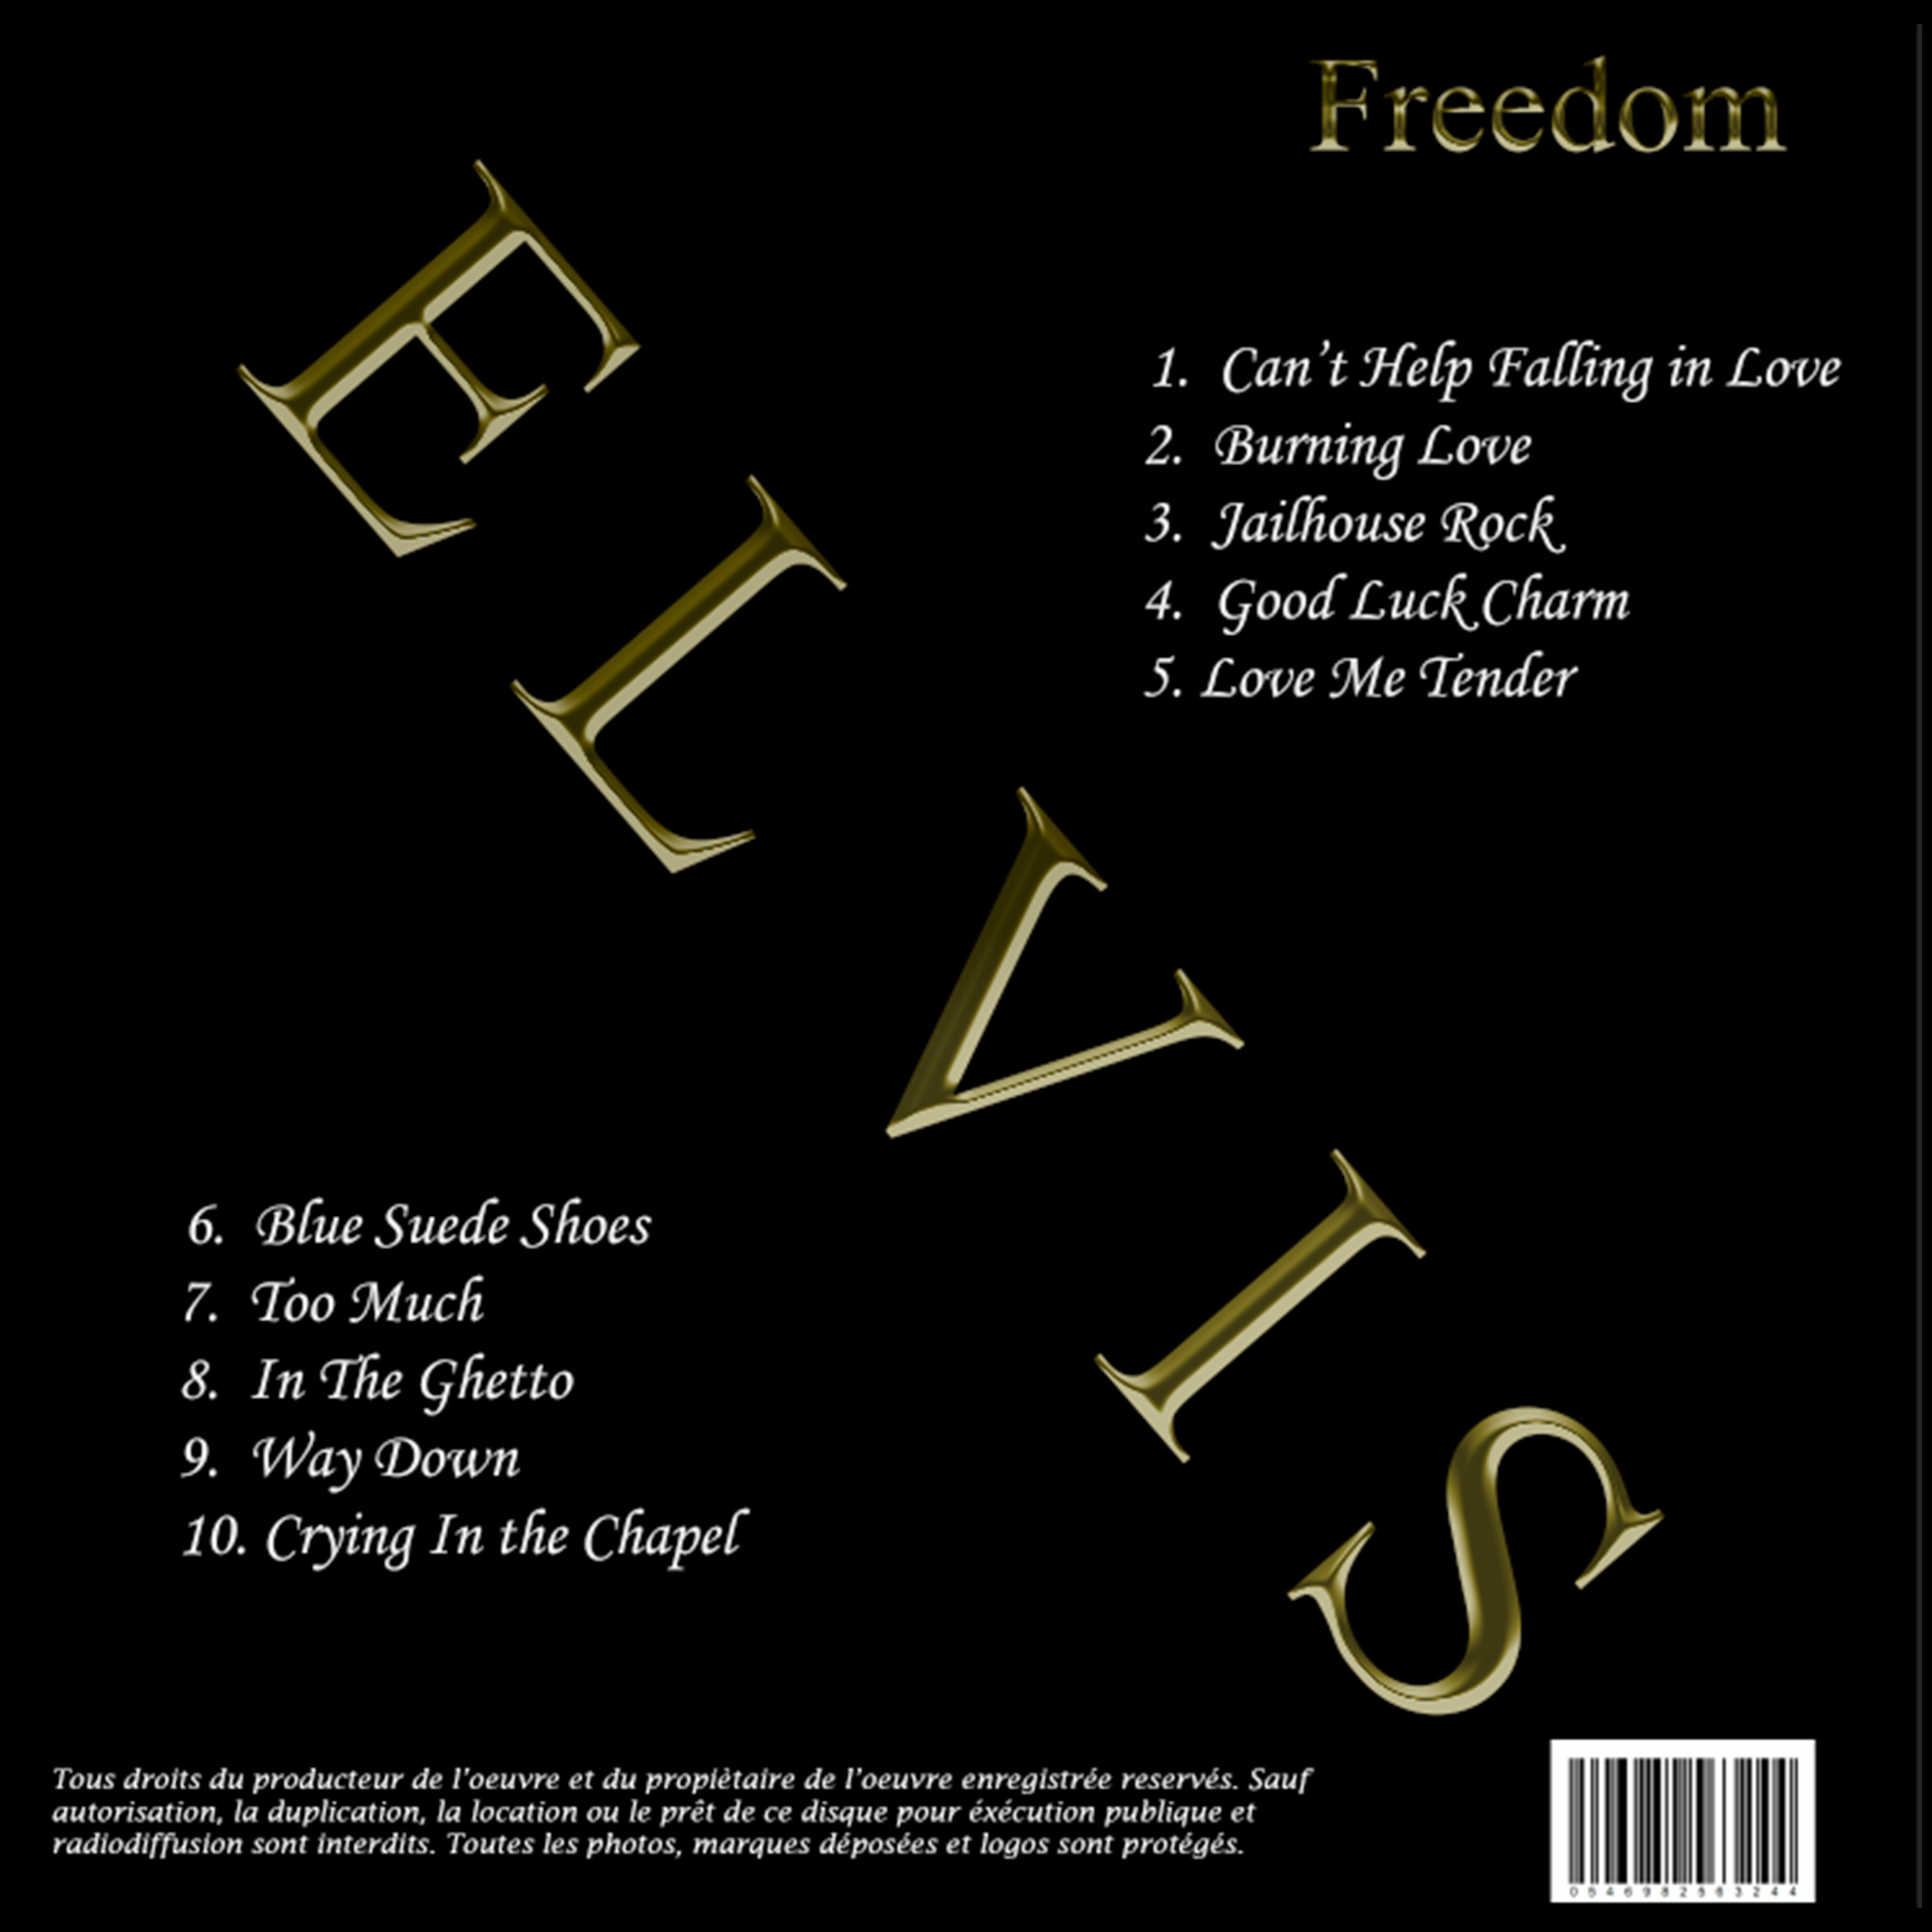 Freedom
ELVIS
1. Can't Help Falling in Love
2. Burning Love
3. Jailhouse Rock
4. Good Luck Charm
5. Love Me Tender
6. Blue Suede Shoes
7. Too Much
8. In The Ghetto
9. Way Down
10. Crying In the Chapel
Tous droits du producteur de l'oeuvre et du propiètaire de l'oeuvre enregistrée reservés. Sauf
autorisation, la duplication, la location ou le prêt de ce disque pour éxécution publique et
radiodiffusion sont interdits. Toutes les photos, marques déposées et logos sont protégés.